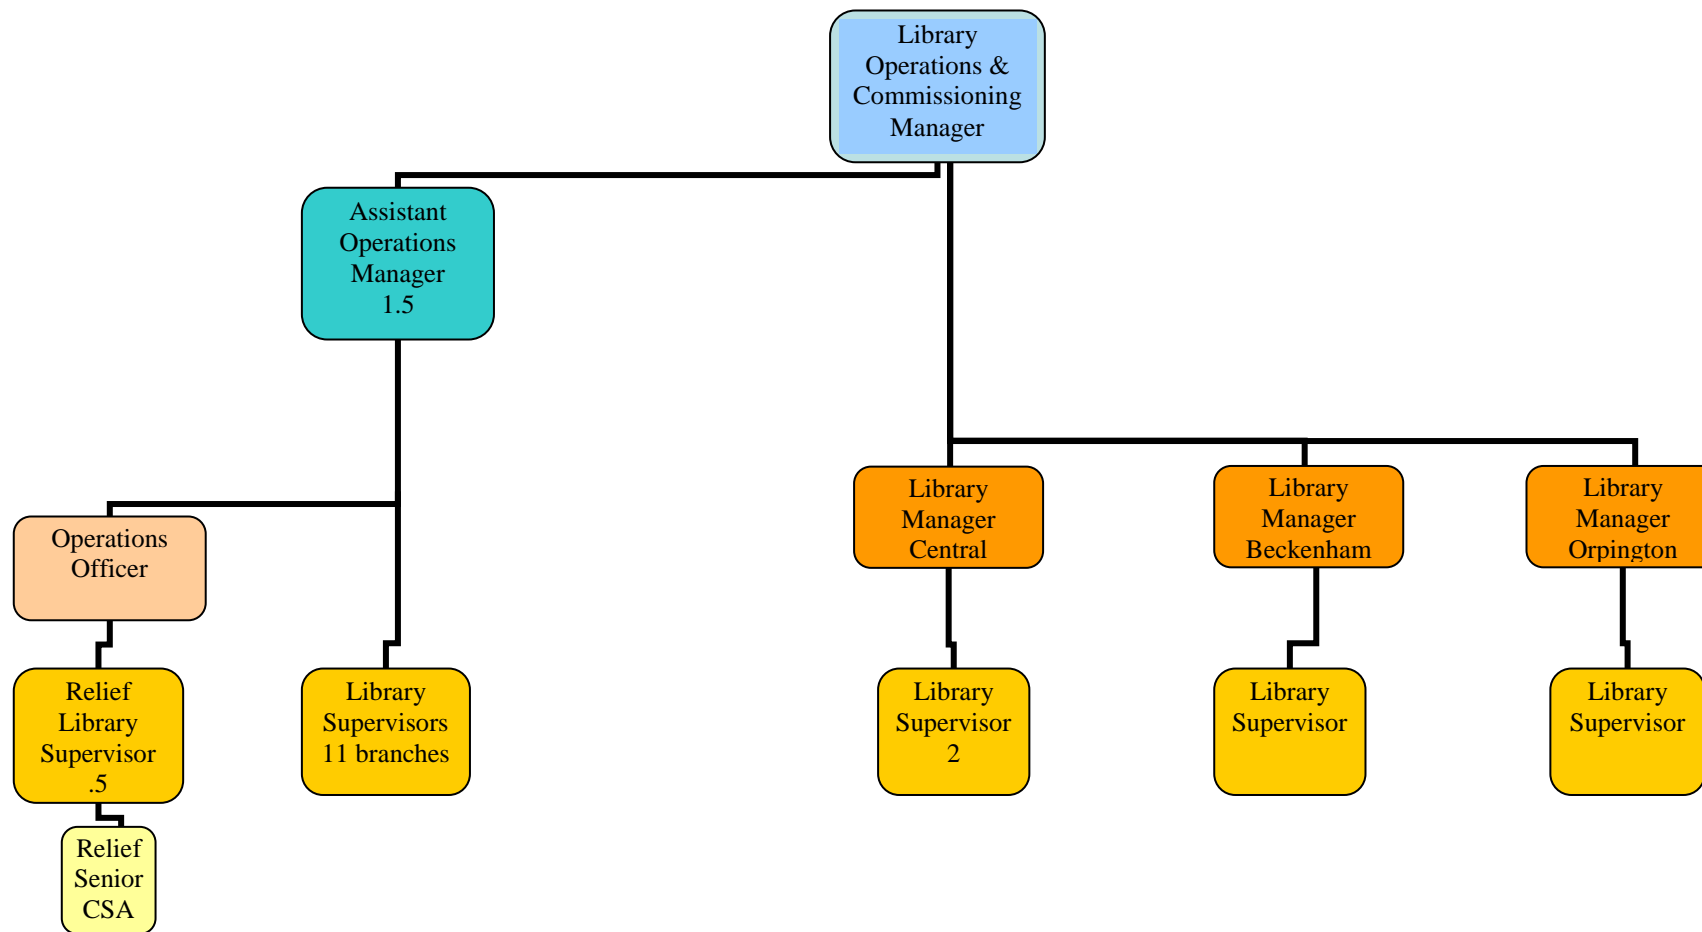 Library
Operations &
Commissioning
Manager
Assistant
Operations
Manager
1.5
Operations
Officer
Library
Manager
Central
Library
Manager
Beckenham
Library
Manager
Orpington
Relief
Library
Supervisor
.5
Library
Supervisors
11 branches
Library
Supervisor
2
Library
Supervisor
Library
Supervisor
Relief
Senior
CSA